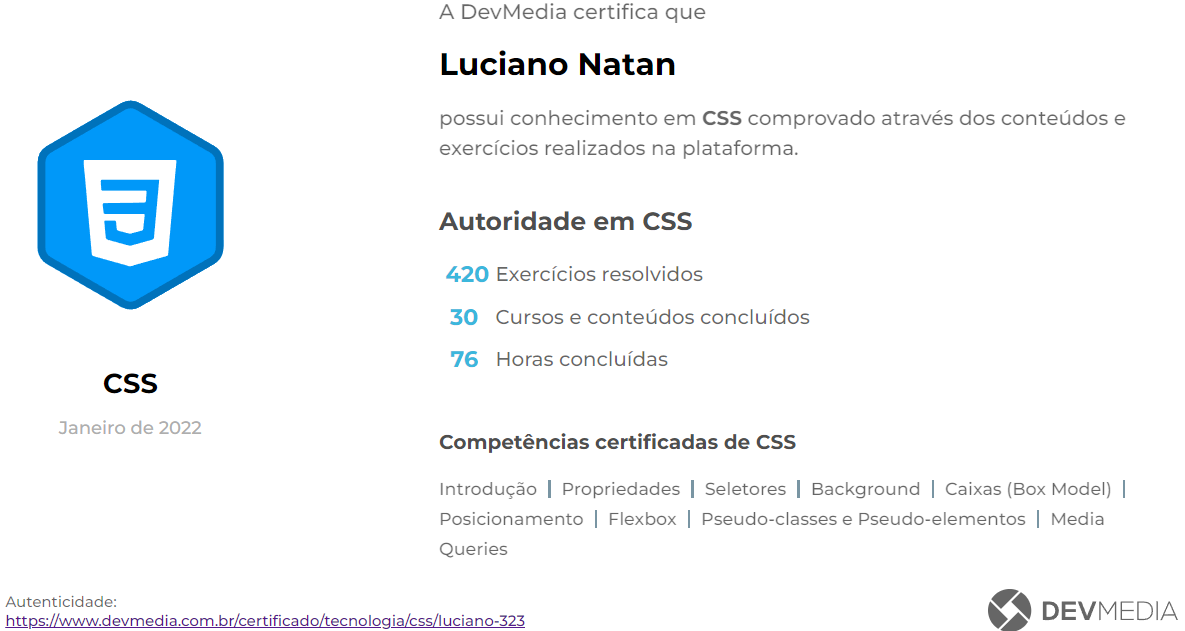 A DevMedia certifica que
Luciano Natan
possui conhecimento em CSS comprovado através dos conteúdos e
exercícios realizados na plataforma.
Autoridade em CSS
420 Exercícios resolvidos
30 Cursos e conteúdos concluídos
76 Horas concluídas
CSS
Janeiro de 2022
Competências certificadas de CSS
Introdução | Propriedades | Seletores | Background | Caixas (Box Model) |
Posicionamento | Flexbox | Pseudo-classes e Pseudo-elementos | Media
Queries
Autenticidade:
https://www.devmedia.com.br/certificado/tecnologia/css/luciano-323
DEVMEDIA